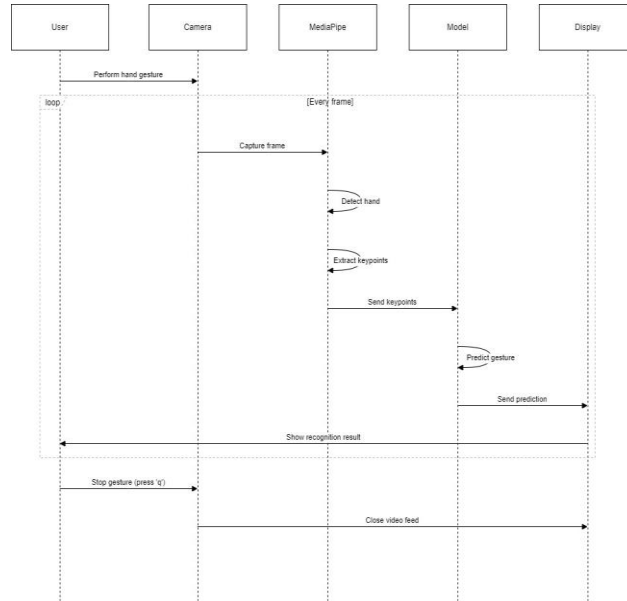 User
Camera
MediaPipe
Model
Display
Perform hand gesture
loop
[Every frame]
Capture frame
Detect hand
Extract keypoints
Send keypoints
Predict gesture
Send prediction
Show recognition result
Stop gesture (press 'q')
Close video feed